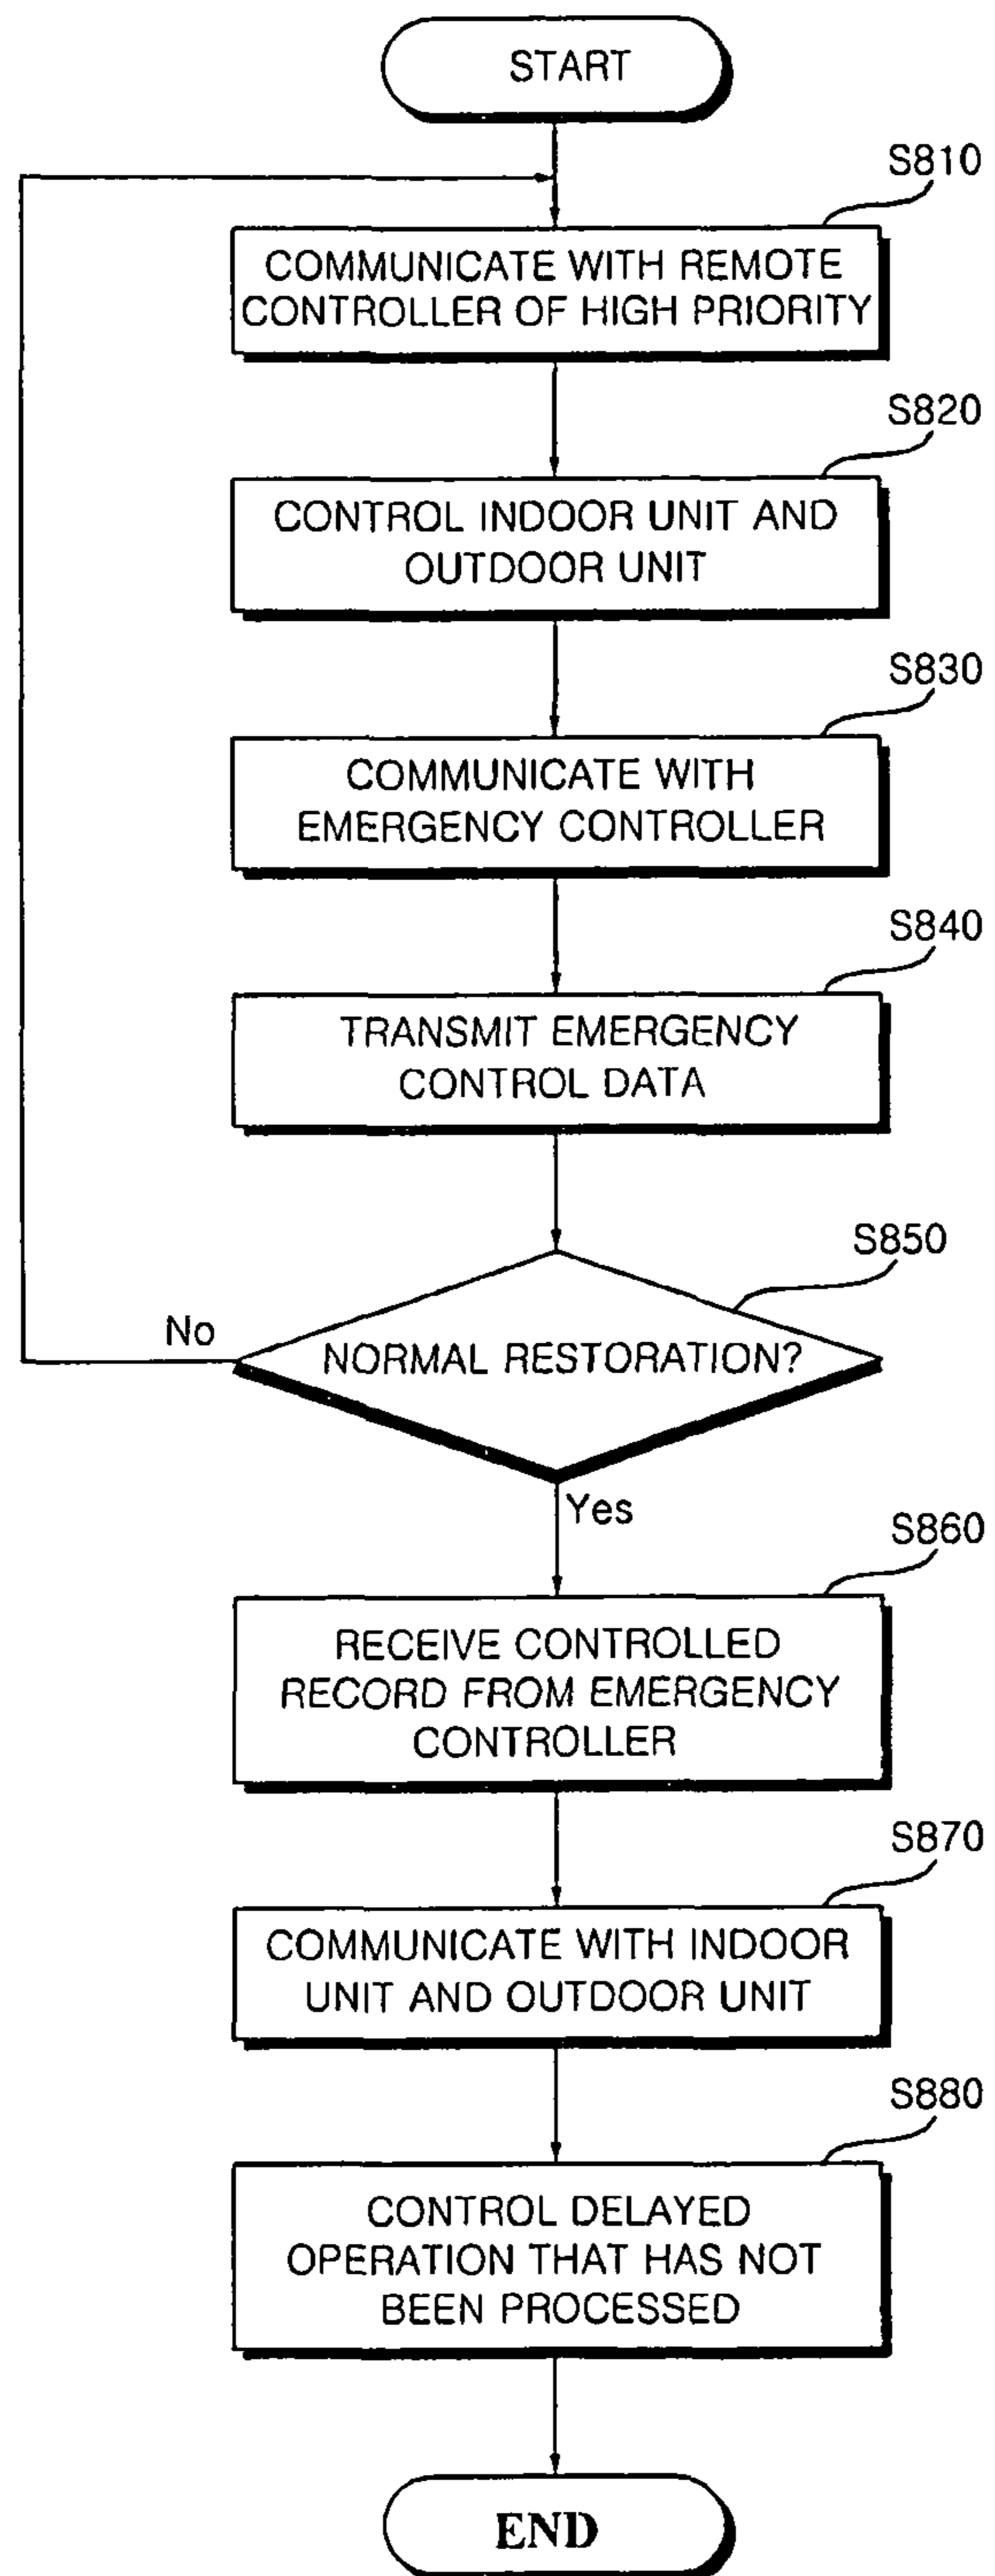 START
S810
COMMUNICATE WITH REMOTE
CONTROLLER OF HIGH PRIORITY
S820
CONTROL INDOOR UNIT AND
OUTDOOR UNIT
S830
COMMUNICATE WITH
EMERGENCY CONTROLLER
S840
TRANSMIT EMERGENCY
CONTROL DATA
S850
No
NORMAL RESTORATION?
Yes
S860
RECEIVE CONTROLLED
RECORD FROM EMERGENCY
CONTROLLER
S870
COMMUNICATE WITH INDOOR
UNIT AND OUTDOOR UNIT
S880
CONTROL DELAYED
OPERATION THAT HAS NOT
BEEN PROCESSED
END